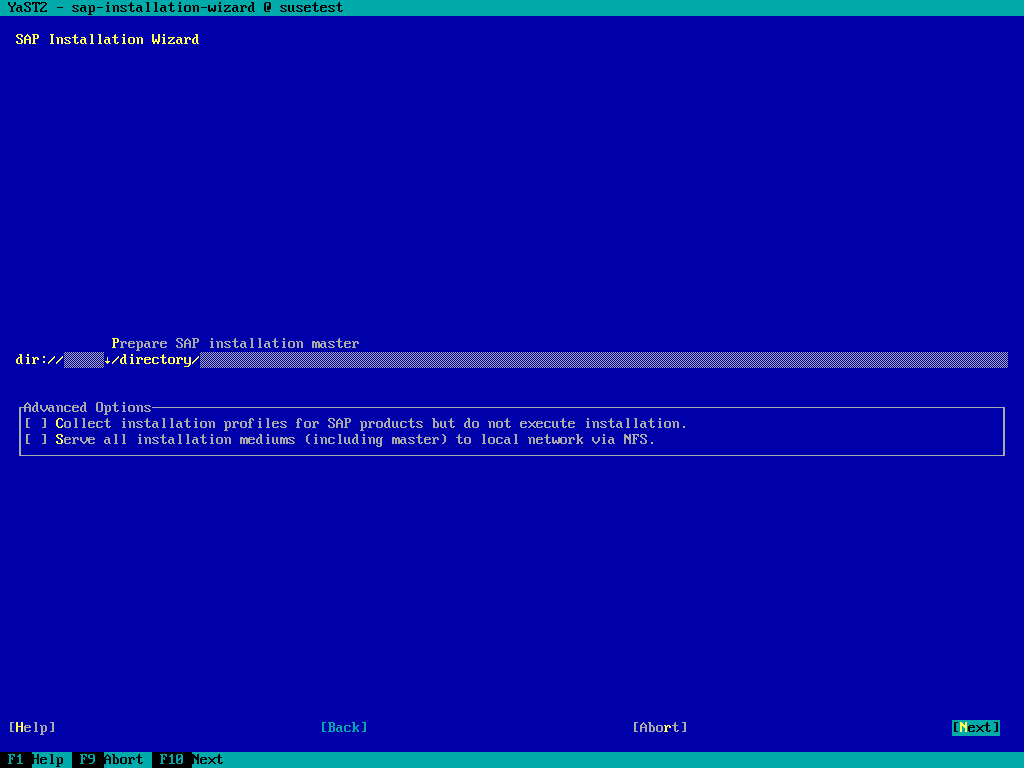 YaST2 - sap-installation-wizard @ susetest
SAP Installation Wizard
Prepare SAP installation master
dir:// ↓/directory/
Advanced Options
[ ] Collect installation profiles for SAP products but do not execute installation.
[ ] Serve all installation mediums (including master) to local network via NFS.
[Help] [Back] [Abort] [Next]
F1 Help F9 Abort F10 Next